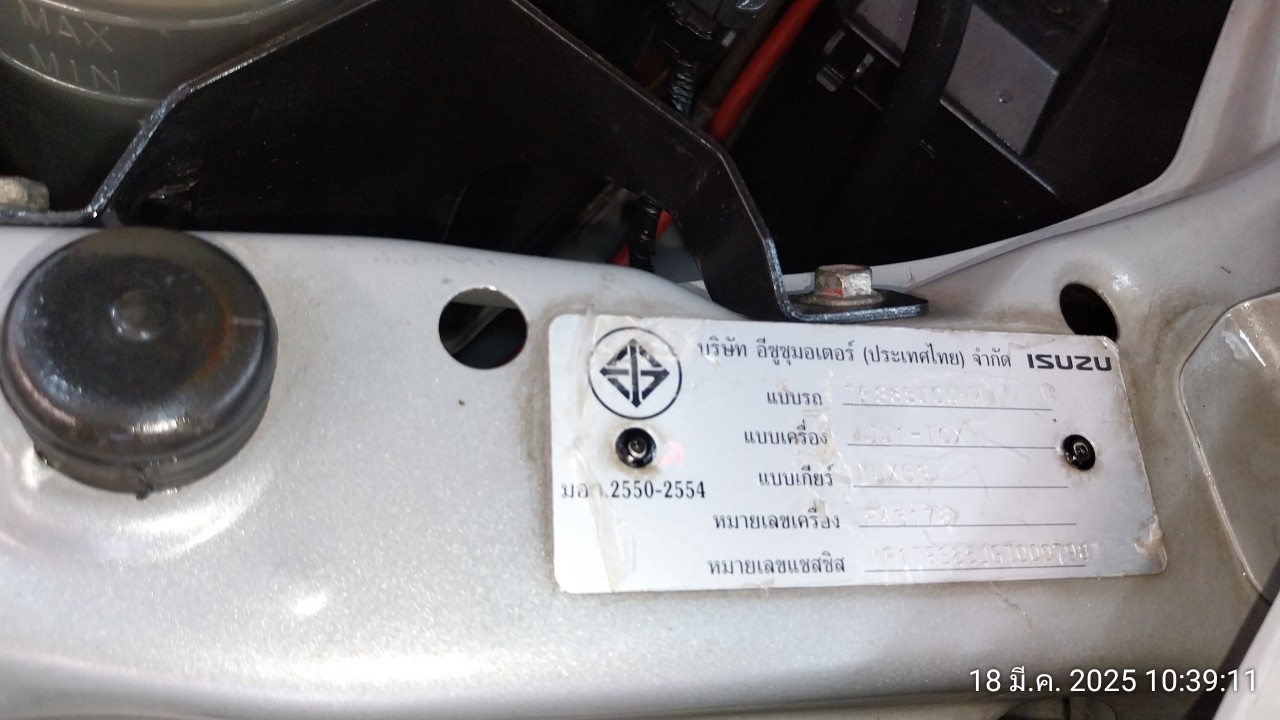 MAX
MIN
บริษัท อีซูซุมอเตอร์ (ประเทศไทย) จำกัด ISUZU
แบบรถ
แบบเครื่อง 4JJ1-TCX
แบบเกียร์
มอก.2550-2554
หมายเลขเครื่อง
หมายเลขแชสซิส
18 มี.ค. 2025 10:39:11